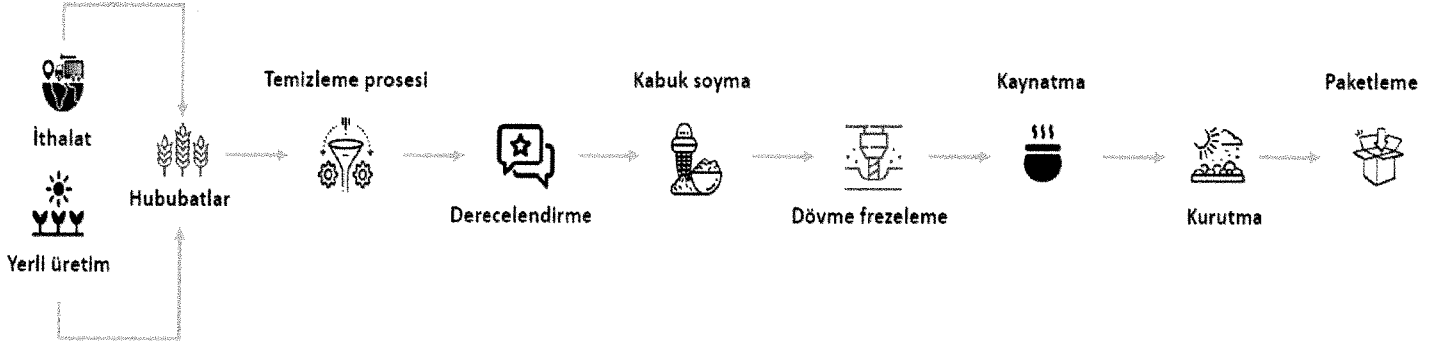 İthalat
Yerli üretim
Hububatlar
Temizleme prosesi
Derecelendirme
Kabuk soyma
Dövme frezeleme
Kaynatma
Kurutma
Paketleme